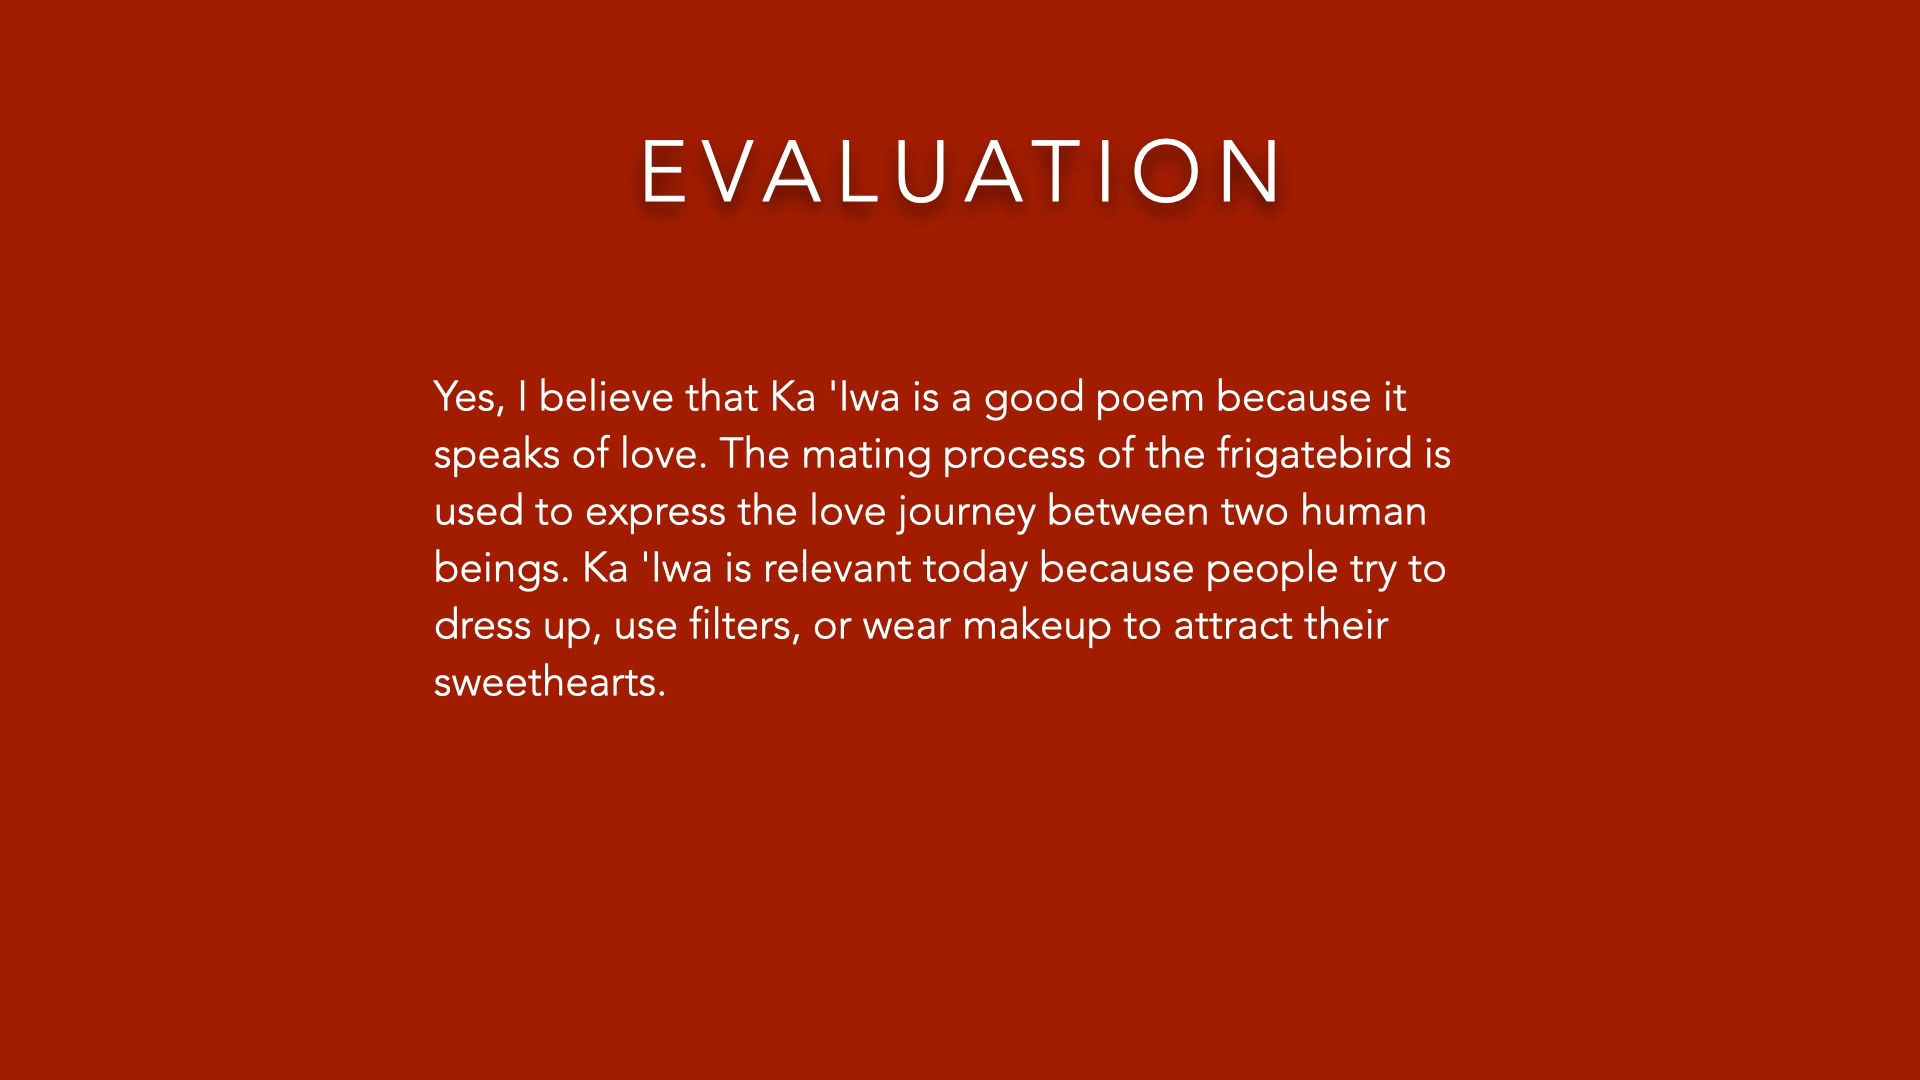 EVALUATION
Yes, I believe that Ka 'Iwa is a good poem because it
speaks of love. The mating process of the frigatebird is
used to express the love journey between two human
beings. Ka 'Iwa is relevant today because people try to
dress up, use filters, or wear makeup to attract their
sweethearts.